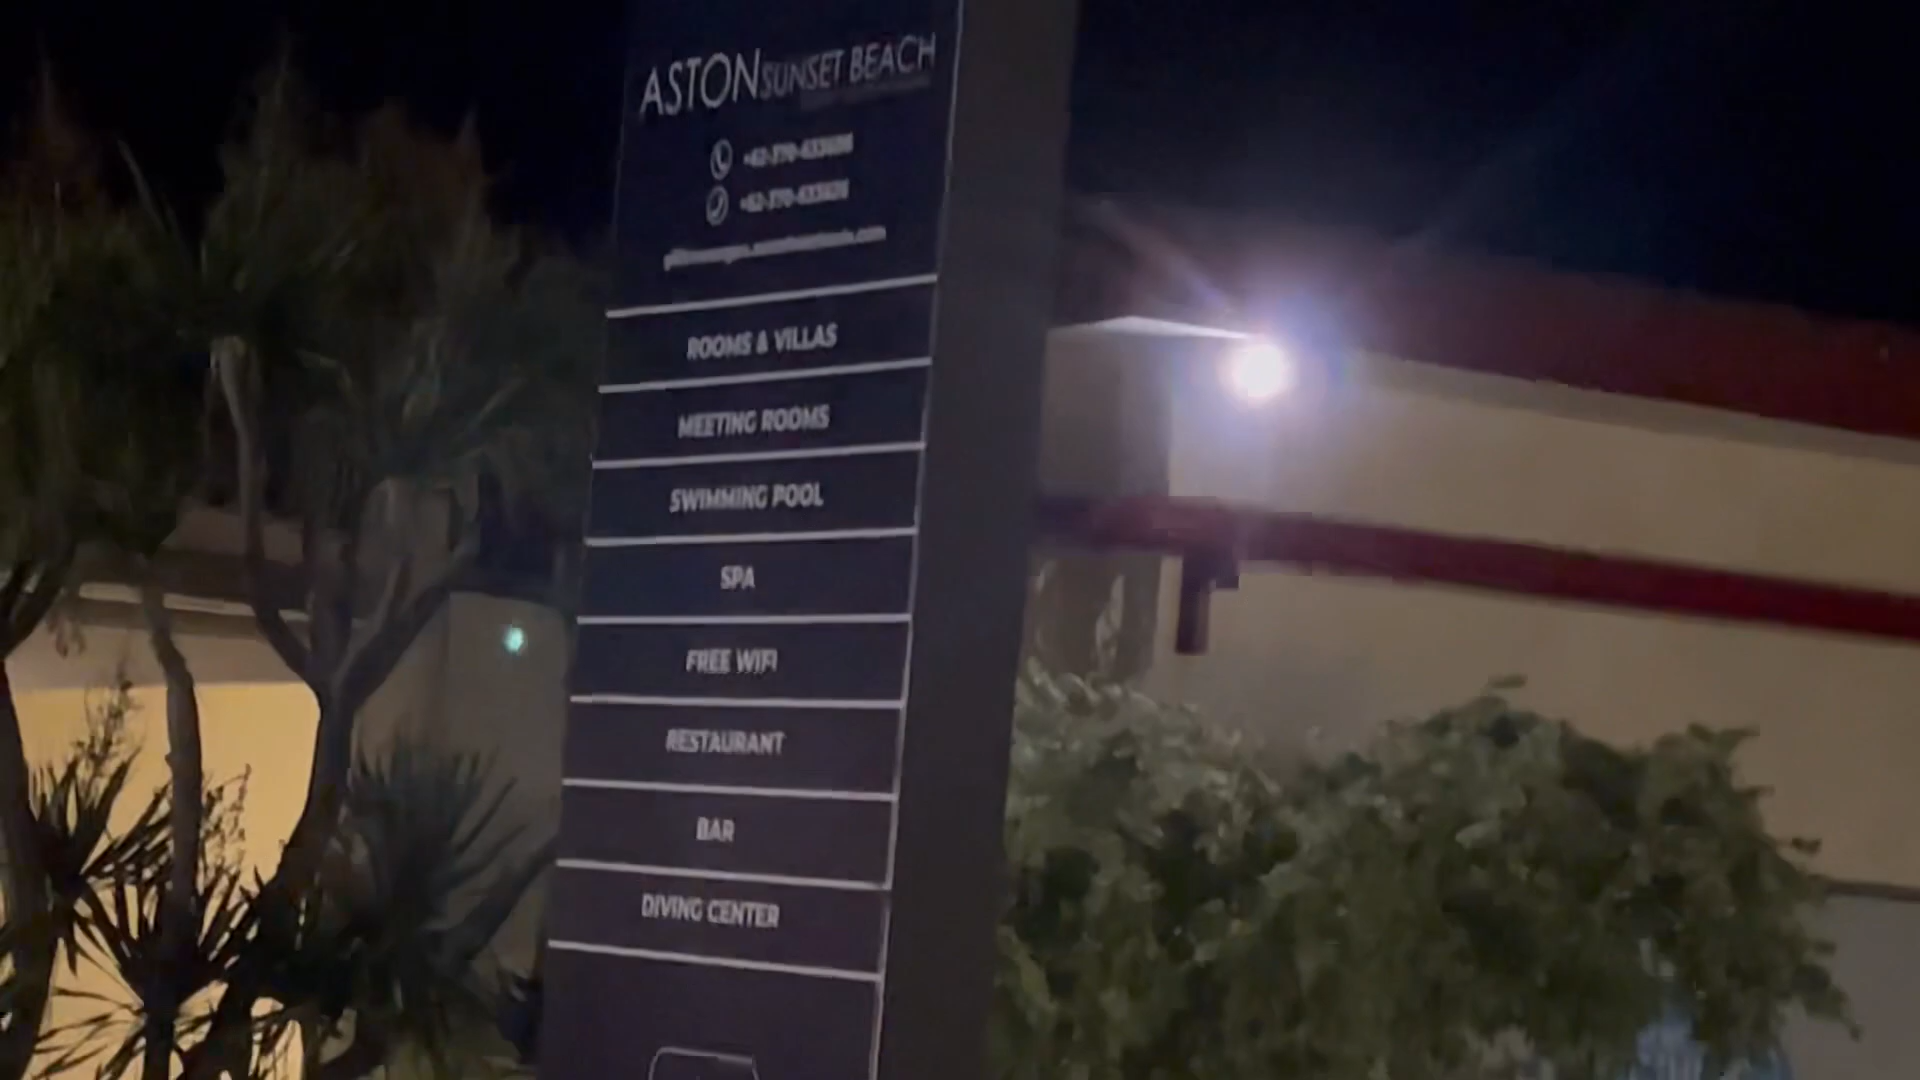 ASTON SUNSET BEACH
ROOMS & VILLAS
MEETING ROOMS
SWIMMING POOL
SPA
FREE WIFI
RESTAURANT
BAR
DIVING CENTER